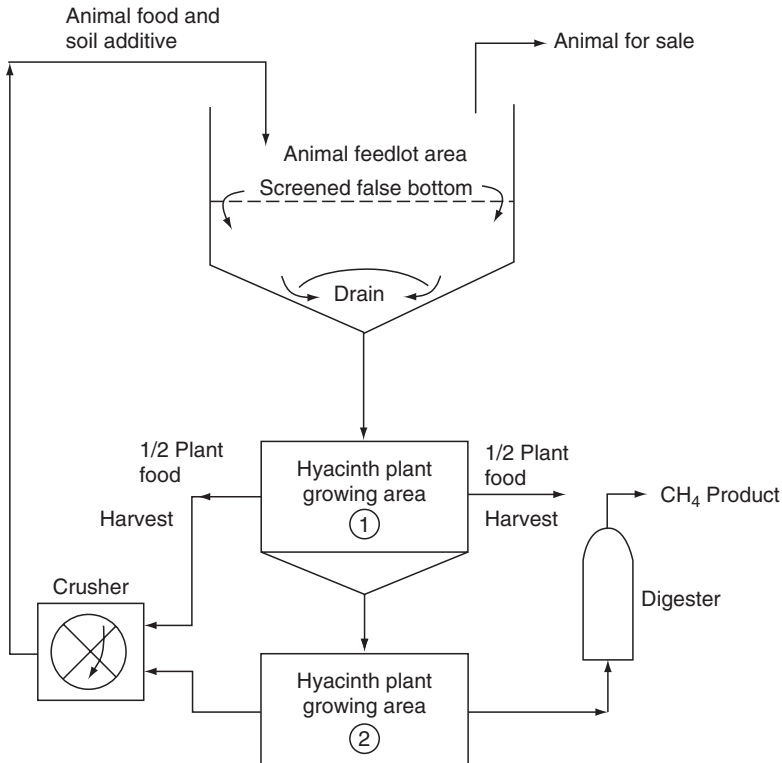 Animal food and
soil additive
Animal for sale
Animal feedlot area
Screened false bottom
Drain
1/2 Plant
food
Harvest
Hyacinth plant
growing area
1
1/2 Plant
food
Harvest
CH₄ Product
Crusher
Digester
Hyacinth plant
growing area
2